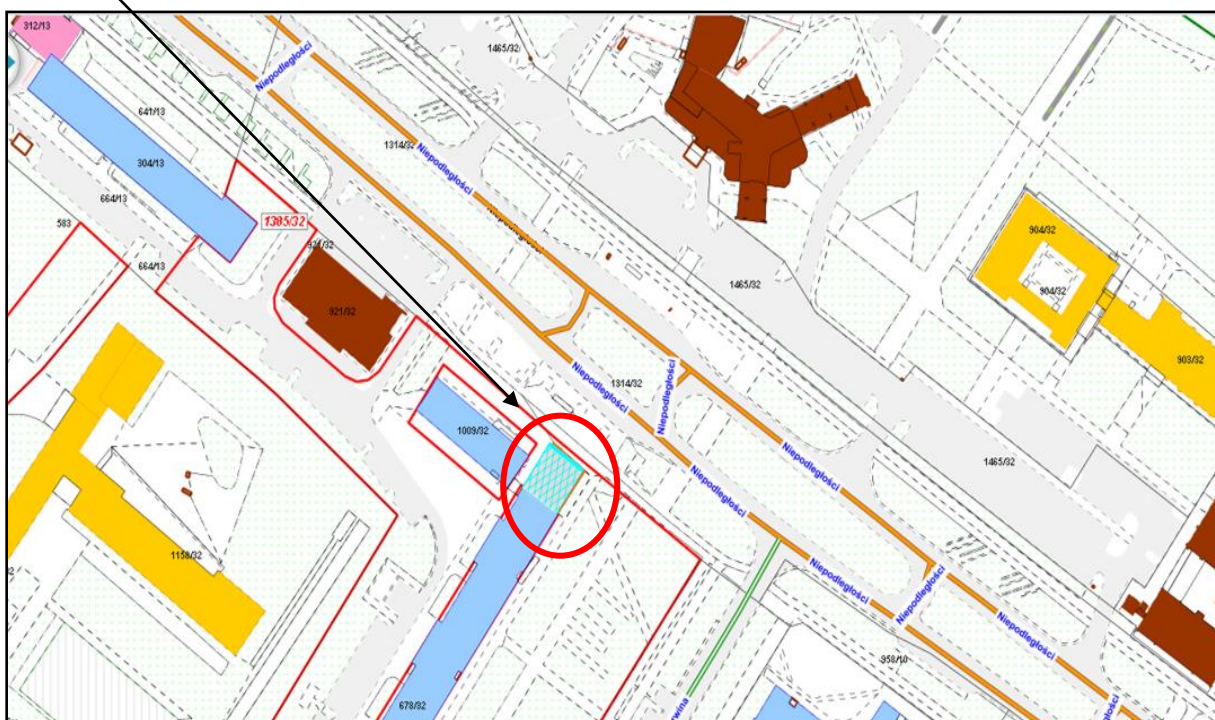 312/13
Niepodległości
1465/32
641/13
304/13
1314/32
Niepodległości
664/13
583
1385/32
921/32
Niepodległości
904/32
664/13
1465/32
904/32
921/32
903/32
Niepodległości
1314/32
Niepodległości
1009/32
Niepodległości
1465/32
Niepodległości
1158/32
Niepodległości
Niepodległości
Niepodległości
958/10
678/32